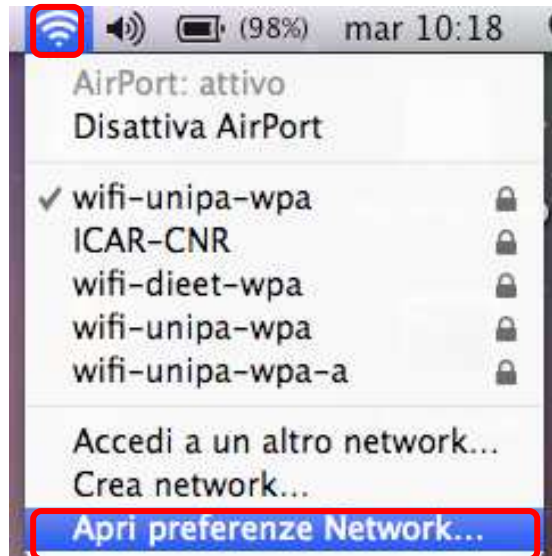 (98%) mar 10:18
AirPort: attivo
Disattiva AirPort
wifi-unipa-wpa
ICAR-CNR
wifi-dieet-wpa
wifi-unipa-wpa
wifi-unipa-wpa-a
Accedi a un altro network...
Crea network...
Apri preferenze Network...